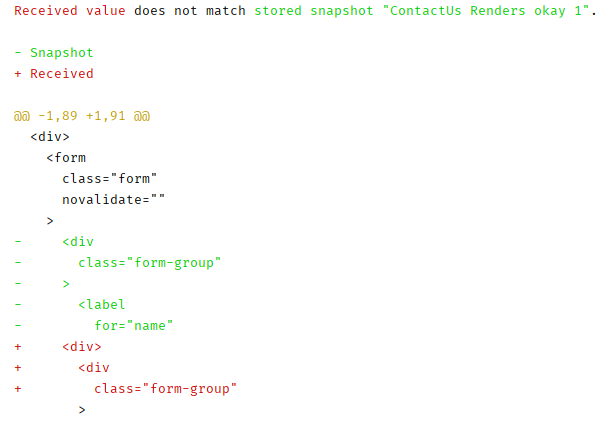 Received value does not match stored snapshot "ContactUs Renders okay 1".
- Snapshot
+ Received
@@ -1,89 +1,91 @@
  <div>
    <form
      class="form"
      novalidate=""
    >
-     <div
-       class="form-group"
-     >
-       <label
-         for="name"
+     <div>
+       <div
+         class="form-group"
        >